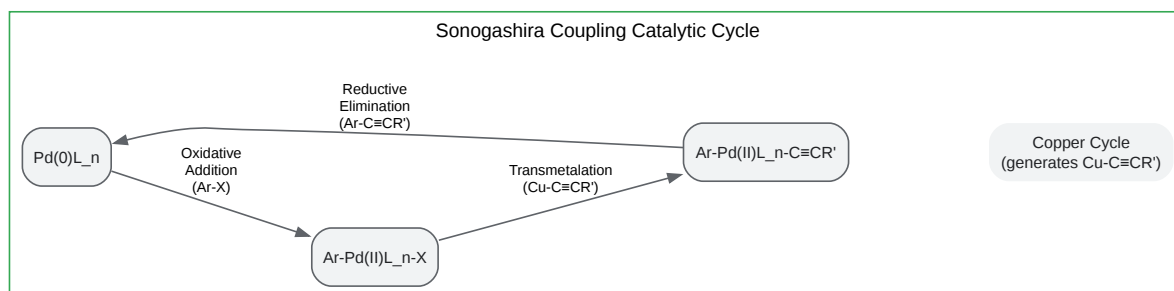 Sonogashira Coupling Catalytic Cycle
Reductive
Elimination
(Ar-C≡CR')
Pd(0)L_n
Oxidative
Addition
(Ar-X)
Transmetalation
(Cu-C≡CR')
Ar-Pd(II)L_n-C≡CR'
Copper Cycle
(generates Cu-C≡CR')
Ar-Pd(II)L_n-X